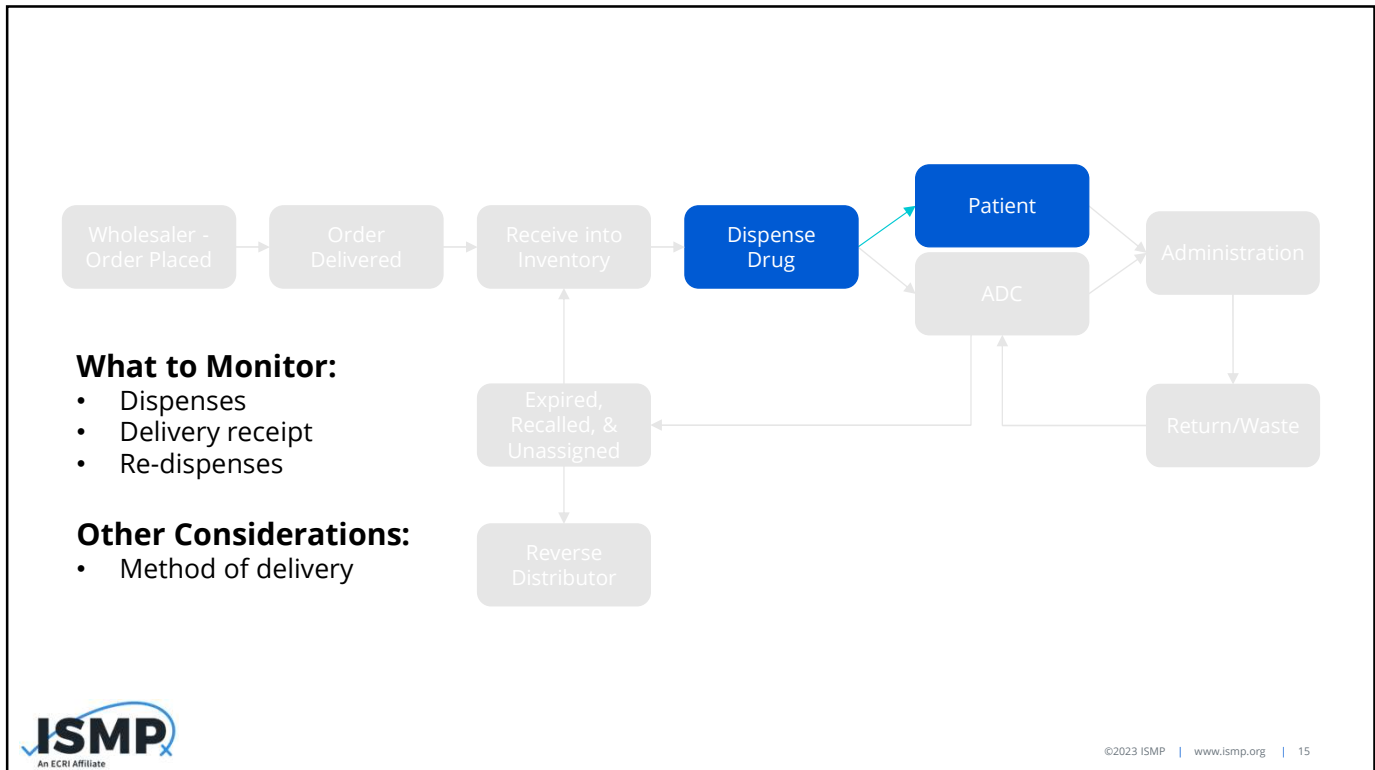 Wholesaler -
Order Placed
Order
Delivered
Receive into
Inventory
Dispense
Drug
Patient
ADC
Administration
Return/Waste
Expired,
Recalled, &
Unassigned
Reverse
Distributor
What to Monitor:
• Dispenses
• Delivery receipt
• Re-dispenses
Other Considerations:
• Method of delivery
ISMP
An ECRI Affiliate
©2023 ISMP | www.ismp.org | 15